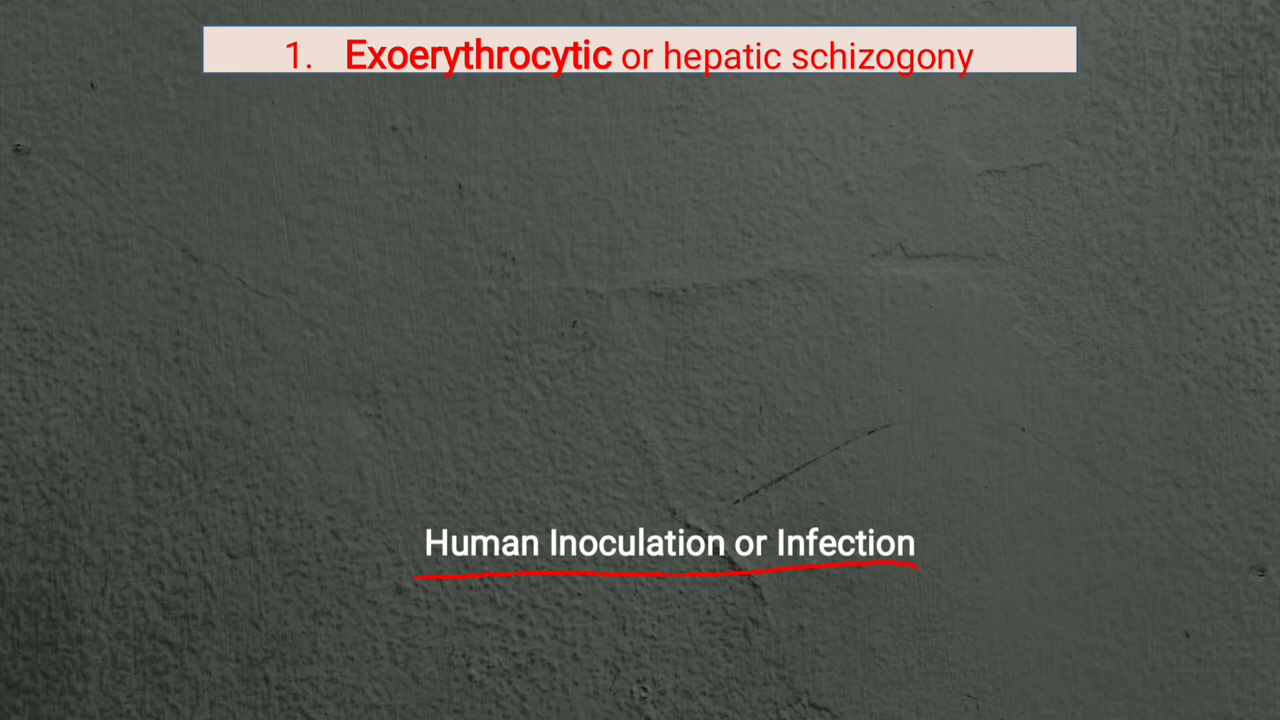 1. Exoerythrocytic or hepatic schizogony
Human Inoculation or Infection